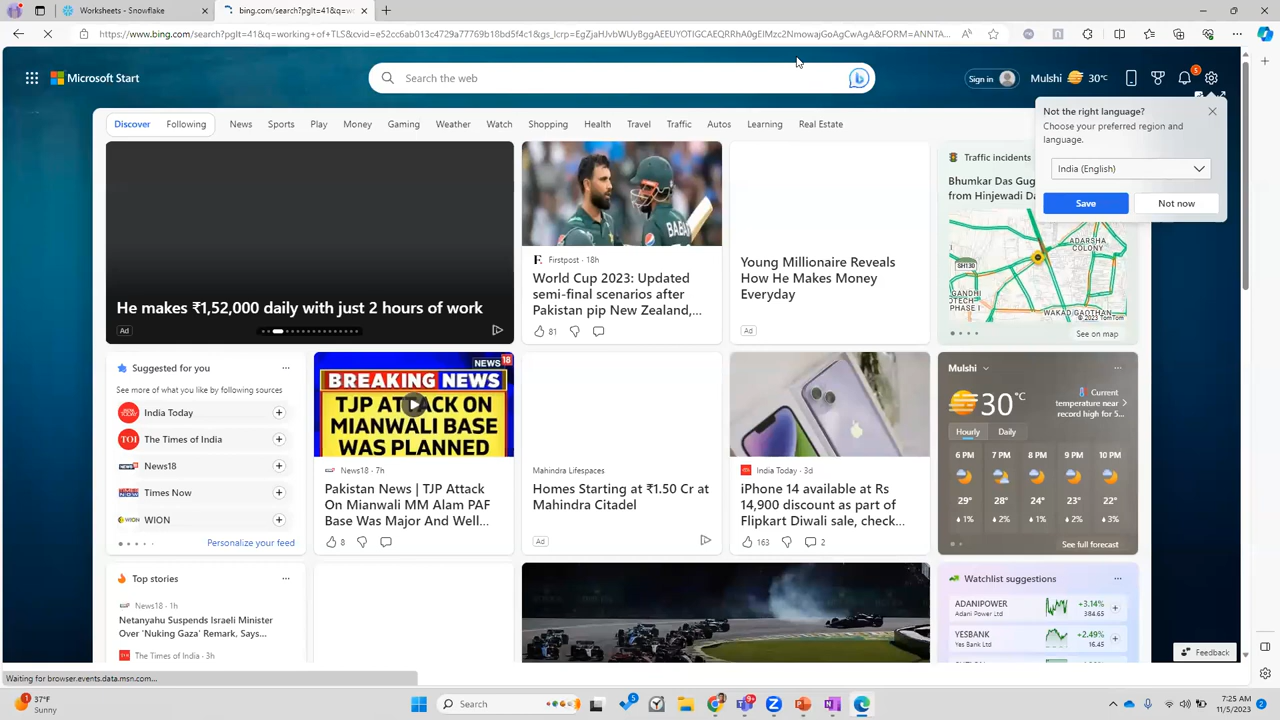 Worksheets - Snowflake
bing.com/search?pglt=41&q=wo
https://www.bing.com/search?pglt=41&q=working+of+TLS&cvid=
Microsoft Start
Search the web
Sign in
Mulshi 30°C
5
Not the right language?
Choose your preferred region and
language.
India (English)
Save
Not now
Discover
Following
News
Sports
Play
Money
Gaming
Weather
Watch
Shopping
Health
Travel
Traffic
Autos
Learning
Real Estate
He makes ₹1,52,000 daily with just 2 hours of work
Ad
BABA
Firstpost · 18h
World Cup 2023: Updated
semi-final scenarios after
Pakistan pip New Zealand,...
81
Young Millionaire Reveals
How He Makes Money
Everyday
Ad
Traffic incidents
Bhumkar Das Gug
from Hinjewadi Da
ADARSHA
COLONY
SH130
GANDHI
OTECH
PHASE 1
WAKAD GAOTHAN
© 2023 TomTom
See on map
Suggested for you
See more of what you like by following sources
India Today
TOI The Times of India
News18
Times Now
WION
Personalize your feed
NEWS 18
BREAKING NEWS
TJP ATTACK ON
MIANWALI BASE
WAS PLANNED
News18 · 7h
Pakistan News | TJP Attack
On Mianwali MM Alam PAF
Base Was Major And Well...
8
Mahindra Lifespaces
Homes Starting at ₹1.50 Cr at
Mahindra Citadel
Ad
India Today · 3d
iPhone 14 available at Rs
14,900 discount as part of
Flipkart Diwali sale, check...
163
2
Mulshi
30 °C
Current
temperature near
record high for 5...
Hourly
Daily
6 PM 7 PM 8 PM 9 PM 10 PM
29° 28° 24° 23° 22°
1% 2% 1% 2% 3%
See full forecast
Top stories
News18 · 1h
Netanyahu Suspends Israeli Minister
Over 'Nuking Gaza' Remark, Says...
The Times of India · 3h
Watchlist suggestions
ADANIPOWER
Adani Power Ltd
+3.14%
384.65
YESBANK
Yes Bank Ltd
+2.49%
16.45
Feedback
Waiting for browser.events.data.msn.com...
1
37°F
Sunny
Search
7:25 AM
11/5/2023